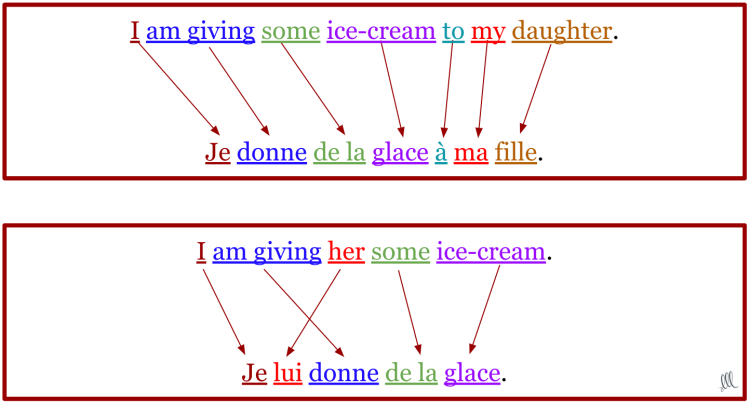 I am giving some ice-cream to my daughter.
Je donne de la glace à ma fille.
I am giving her some ice-cream.
Je lui donne de la glace.